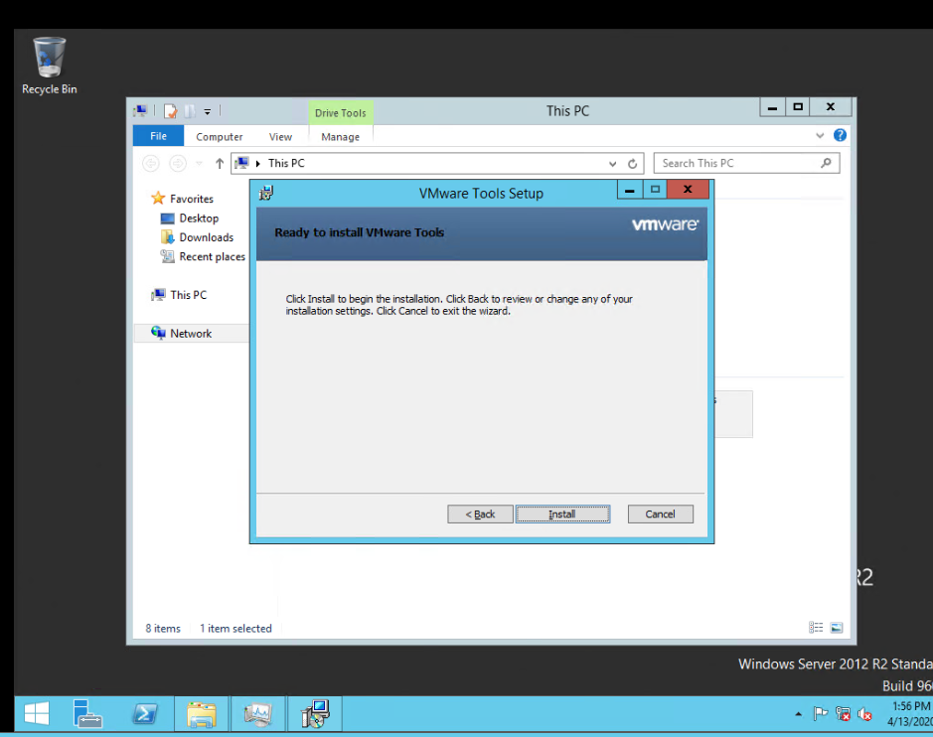 Recycle Bin
Drive Tools
This PC
File
Computer
View
Manage
This PC
Search This PC
Favorites
Desktop
Downloads
Recent places
This PC
Network
VMware Tools Setup
Ready to install VMware Tools
vmware
Click Install to begin the installation. Click Back to review or change any of your
installation settings. Click Cancel to exit the wizard.
< Back
Install
Cancel
8 items
1 item selected
R2
Windows Server 2012 R2 Standa
Build 96
1:56 PM
4/13/2020